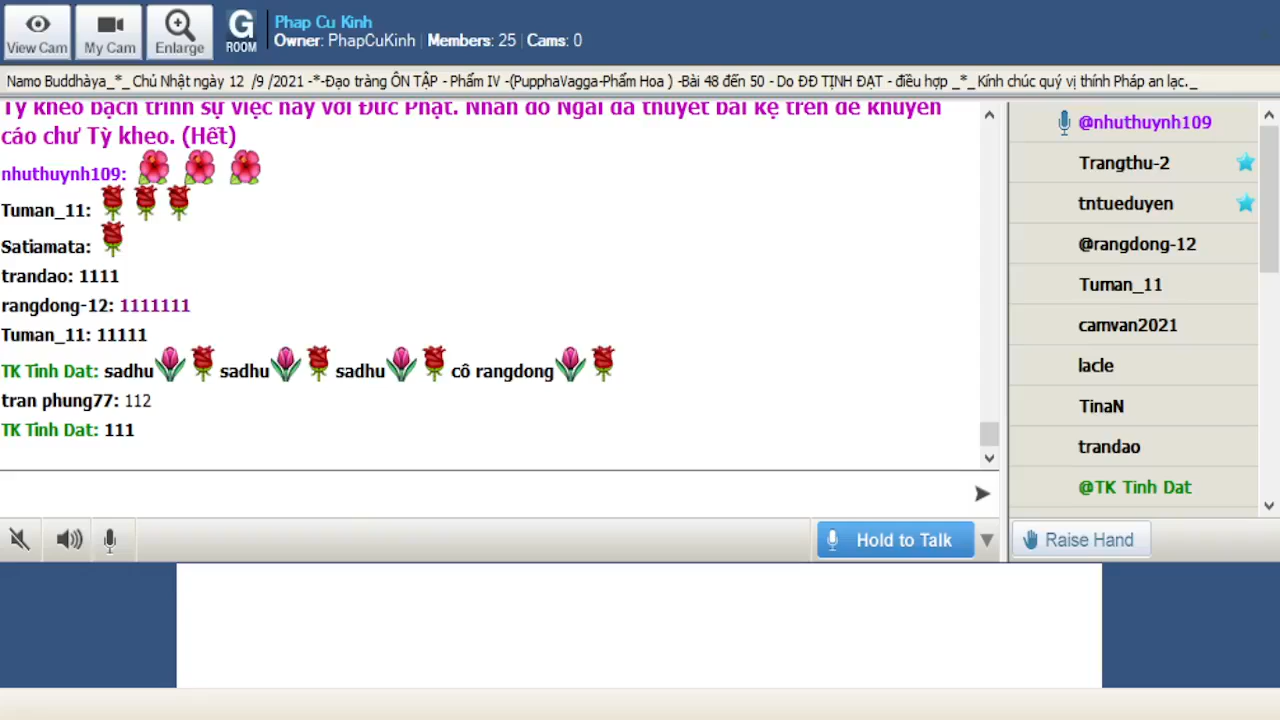 View Cam
My Cam
Enlarge
G
ROOM
Phap Cu Kinh
Owner: PhapCuKinh | Members: 25 | Cams: 0
Namo Buddhàya_*_ Chủ Nhật ngày 12 /9 /2021 -*-Đạo tràng ÔN TẬP - Phẩm IV -(PupphaVagga-Phẩm Hoa ) -Bài 48 đến 50 - Do ĐĐ TỊNH ĐẠT - điều hợp _*_ Kính chúc quý vị thính Pháp an lạc._
Tỳ kheo bạch trình sự việc này với Đức Phật. Nhân đó Ngài đã thuyết bài kệ trên để khuyến
cáo chư Tỳ kheo. (Hết)
nhuthuynh109:
Tuman_11:
Satiamata:
trandao: 1111
rangdong-12: 1111111
Tuman_11: 11111
TK Tinh Dat: sadhu sadhu sadhu cô rangdong
tran phung77: 112
TK Tinh Dat: 111
@nhuthuynh109
Trangthu-2
tntueduyen
@rangdong-12
Tuman_11
camvan2021
lacle
TinaN
trandao
@TK Tinh Dat
Hold to Talk
Raise Hand